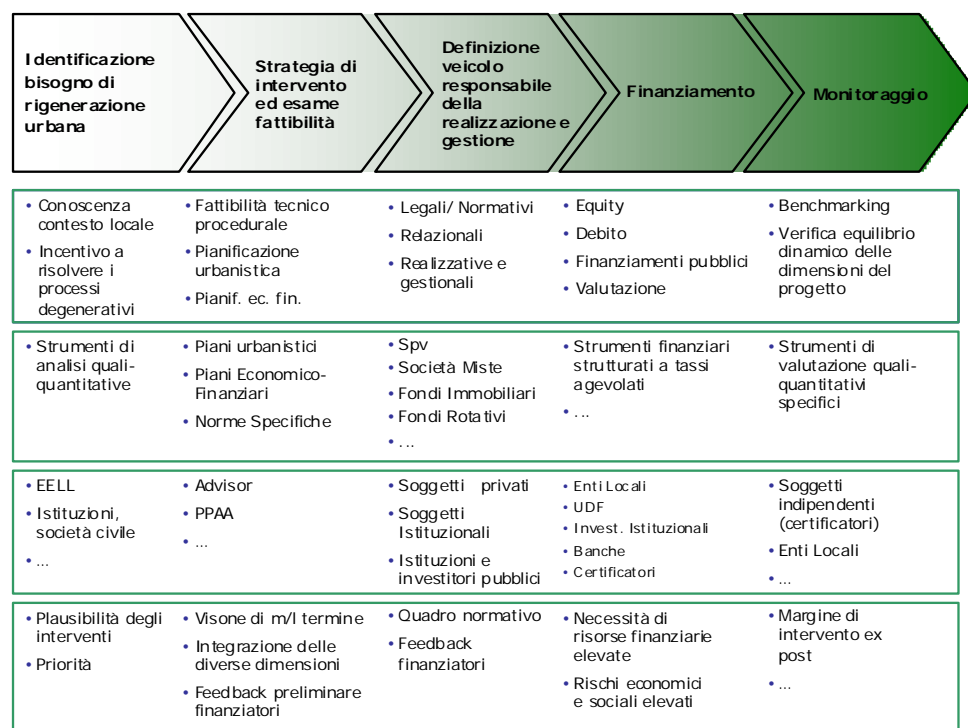 Identificazione
bisogno di
rigenerazione
urbana
Strategia di
intervento
ed esame
fattibilità
Definizione
veicolo
responsabile
della
realizzazione e
gestione
Finanziamento
Monitoraggio
• Conoscenza
contesto locale
• Incentivo a
risolvere i
processi
degenerativi
• Fattibilità tecnico
procedurale
• Pianificazione
urbanistica
• Pianif. ec. fin.
• Legali/ Normativi
• Relazionali
• Realizzative e
gestionali
• Equity
• Debito
• Finanziamenti pubblici
• Valutazione
• Benchmarking
• Verifica equilibrio
dinamico delle
dimensioni del
progetto
• Strumenti di
analisi quali-
quantitative
• Piani urbanistici
• Piani Economico-
Finanziari
• Norme Specifiche
• Spv
• Società Miste
• Fondi Immobiliari
• Fondi Rotativi
• ...
• Strumenti finanziari
strutturati a tassi
agevolati
• ...
• Strumenti di
valutazione quali-
quantitativi
specifici
• EELL
• Istituzioni,
società civile
• ...
• Advisor
• PPAA
• ...
• Soggetti privati
• Soggetti
Istituzionali
• Istituzioni e
investitori pubblici
• Enti Locali
• UDF
• Invest. Istituzionali
• Banche
• Certificatori
• Soggetti
indipendenti
(certificatori)
• Enti Locali
• ...
• Plausibilità degli
interventi
• Priorità
• Visone di m/l termine
• Integrazione delle
diverse dimensioni
• Feedback preliminare
finanziatori
• Quadro normativo
• Feedback
finanziatori
• Necessità di
risorse finanziarie
elevate
• Rischi economici
e sociali elevati
• Margine di
intervento ex
post
• ...